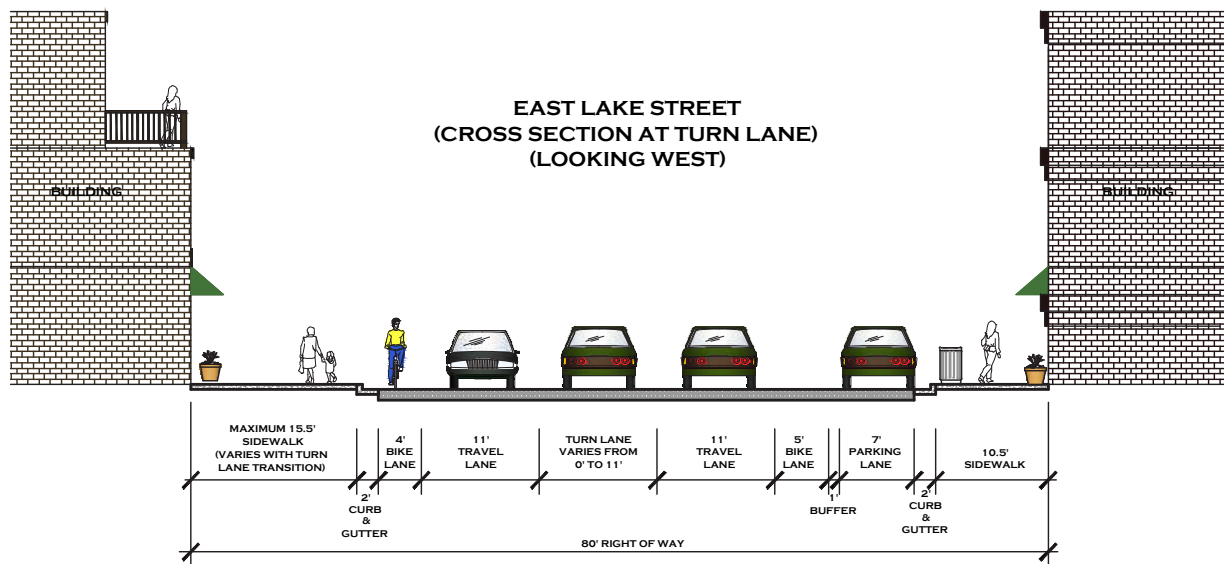 EAST LAKE STREET
(CROSS SECTION AT TURN LANE)
(LOOKING WEST)
BUILDING
BUILDING
MAXIMUM 15.5'
SIDEWALK
(VARIES WITH TURN
LANE TRANSITION)
2'
CURB
&
GUTTER
4'
BIKE
LANE
11'
TRAVEL
LANE
TURN LANE
VARIES FROM
0' TO 11'
11'
TRAVEL
LANE
5'
BIKE
LANE
1'
BUFFER
7'
PARKING
LANE
2'
CURB
&
GUTTER
10.5'
SIDEWALK
80' RIGHT OF WAY